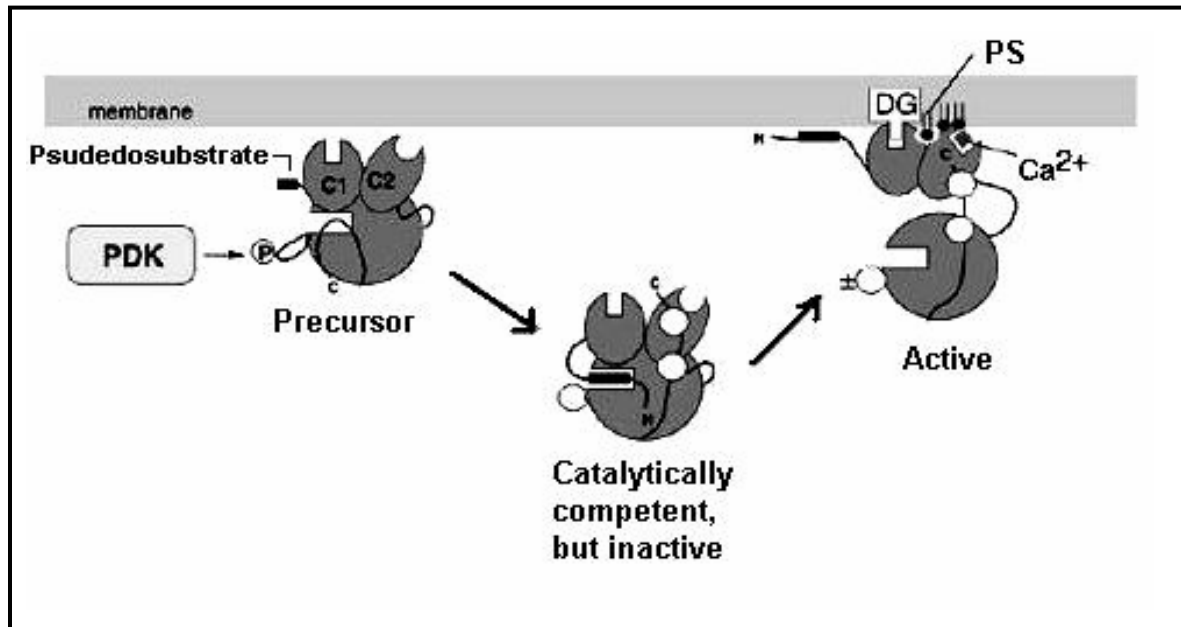 PS
DG
membrane
Psudedosubstrate
C1 C2
N
C
Ca2+
PDK
P
C
Precursor
C
±
N
Active
Catalytically
competent,
but inactive